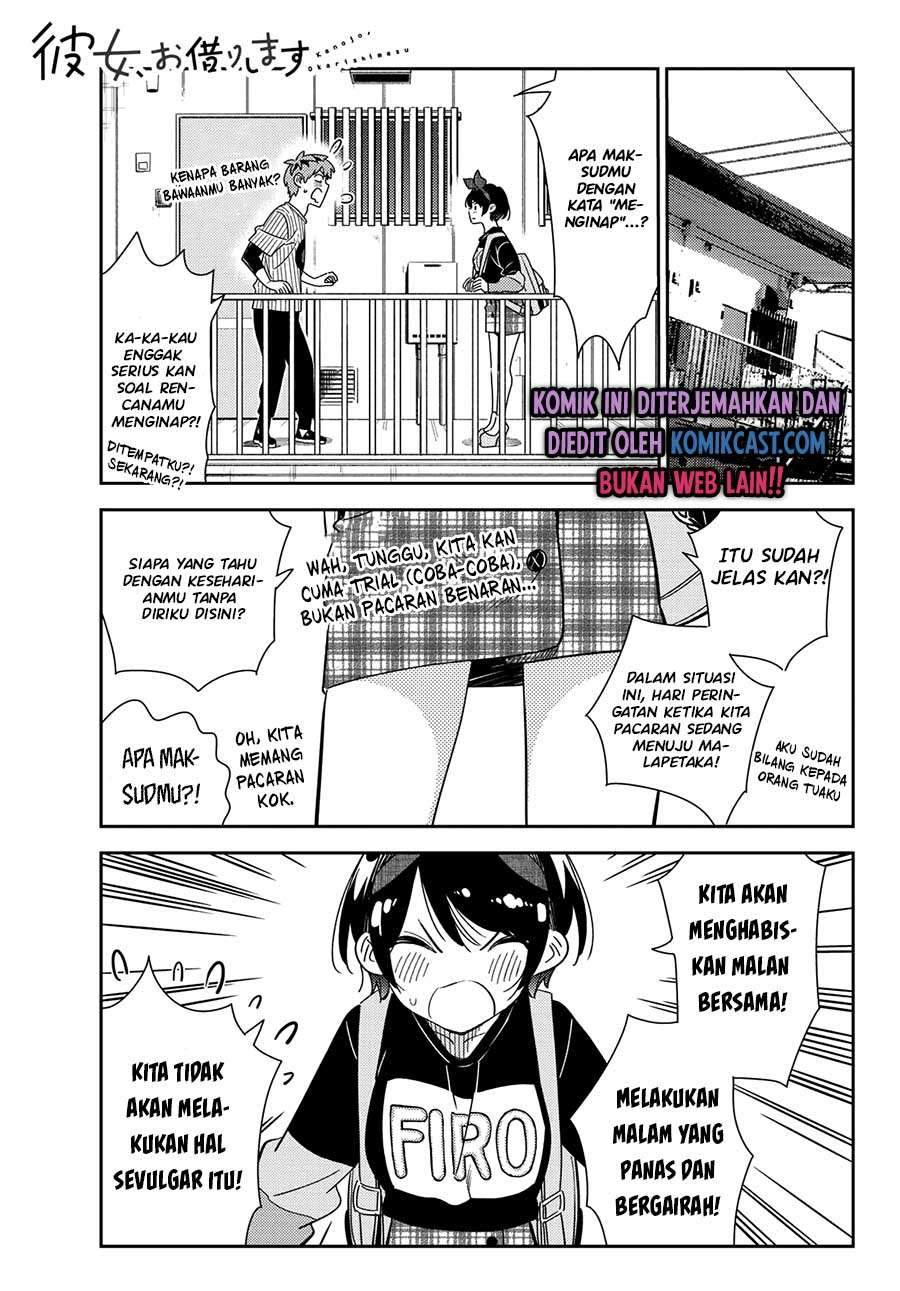 彼女、お借ります。
Kanojo, okarishimasu
APA MAK-
SUDMU
DENGAN
KATA "ME-
NGINAP"...?
KENAPA BARANG
BAWAANMU BANYAK?
KA-KA-KAU
ENGGAK
SERIUS KAN
SOAL REN-
CANAMU
MENGINAP?!
DITEMPATKU?!
SEKARANG?!
KOMIK INI DITERJEMAHKAN DAN
DIEDIT OLEH KOMIKCAST.COM
BUKAN WEB LAIN!!
ITU SUDAH
JELAS KAN?!
AKU SUDAH
BILANG KEPADA
ORANG TUAKU
DALAM SITUASI
INI, HARI PERIN-
GATAN KETIKA KITA
PACARAN SEDANG
MENUJU MA-
LAPETAKA!
WAH, TUNGGU, KITA KAN
CUMA TRIAL (COBA-COBA),
BUKAN PACARAN BENARAN...
SIAPA YANG TAHU
DENGAN KESEHARI-
ANMU TANPA
DIRIKU DISINI?
OH, KITA
MEMANG
PACARAN
KOK.
APA MAK-
SUDMU?!
KITA AKAN
MENGHABIS-
KAN MALAN
BERSAMA!
MELAKUKAN
MALAM YANG
PANAS DAN
BERGAIRAH!
KITA TIDAK
AKAN MELA-
KUKAN HAL
SEVULGAR ITU!
FIRO